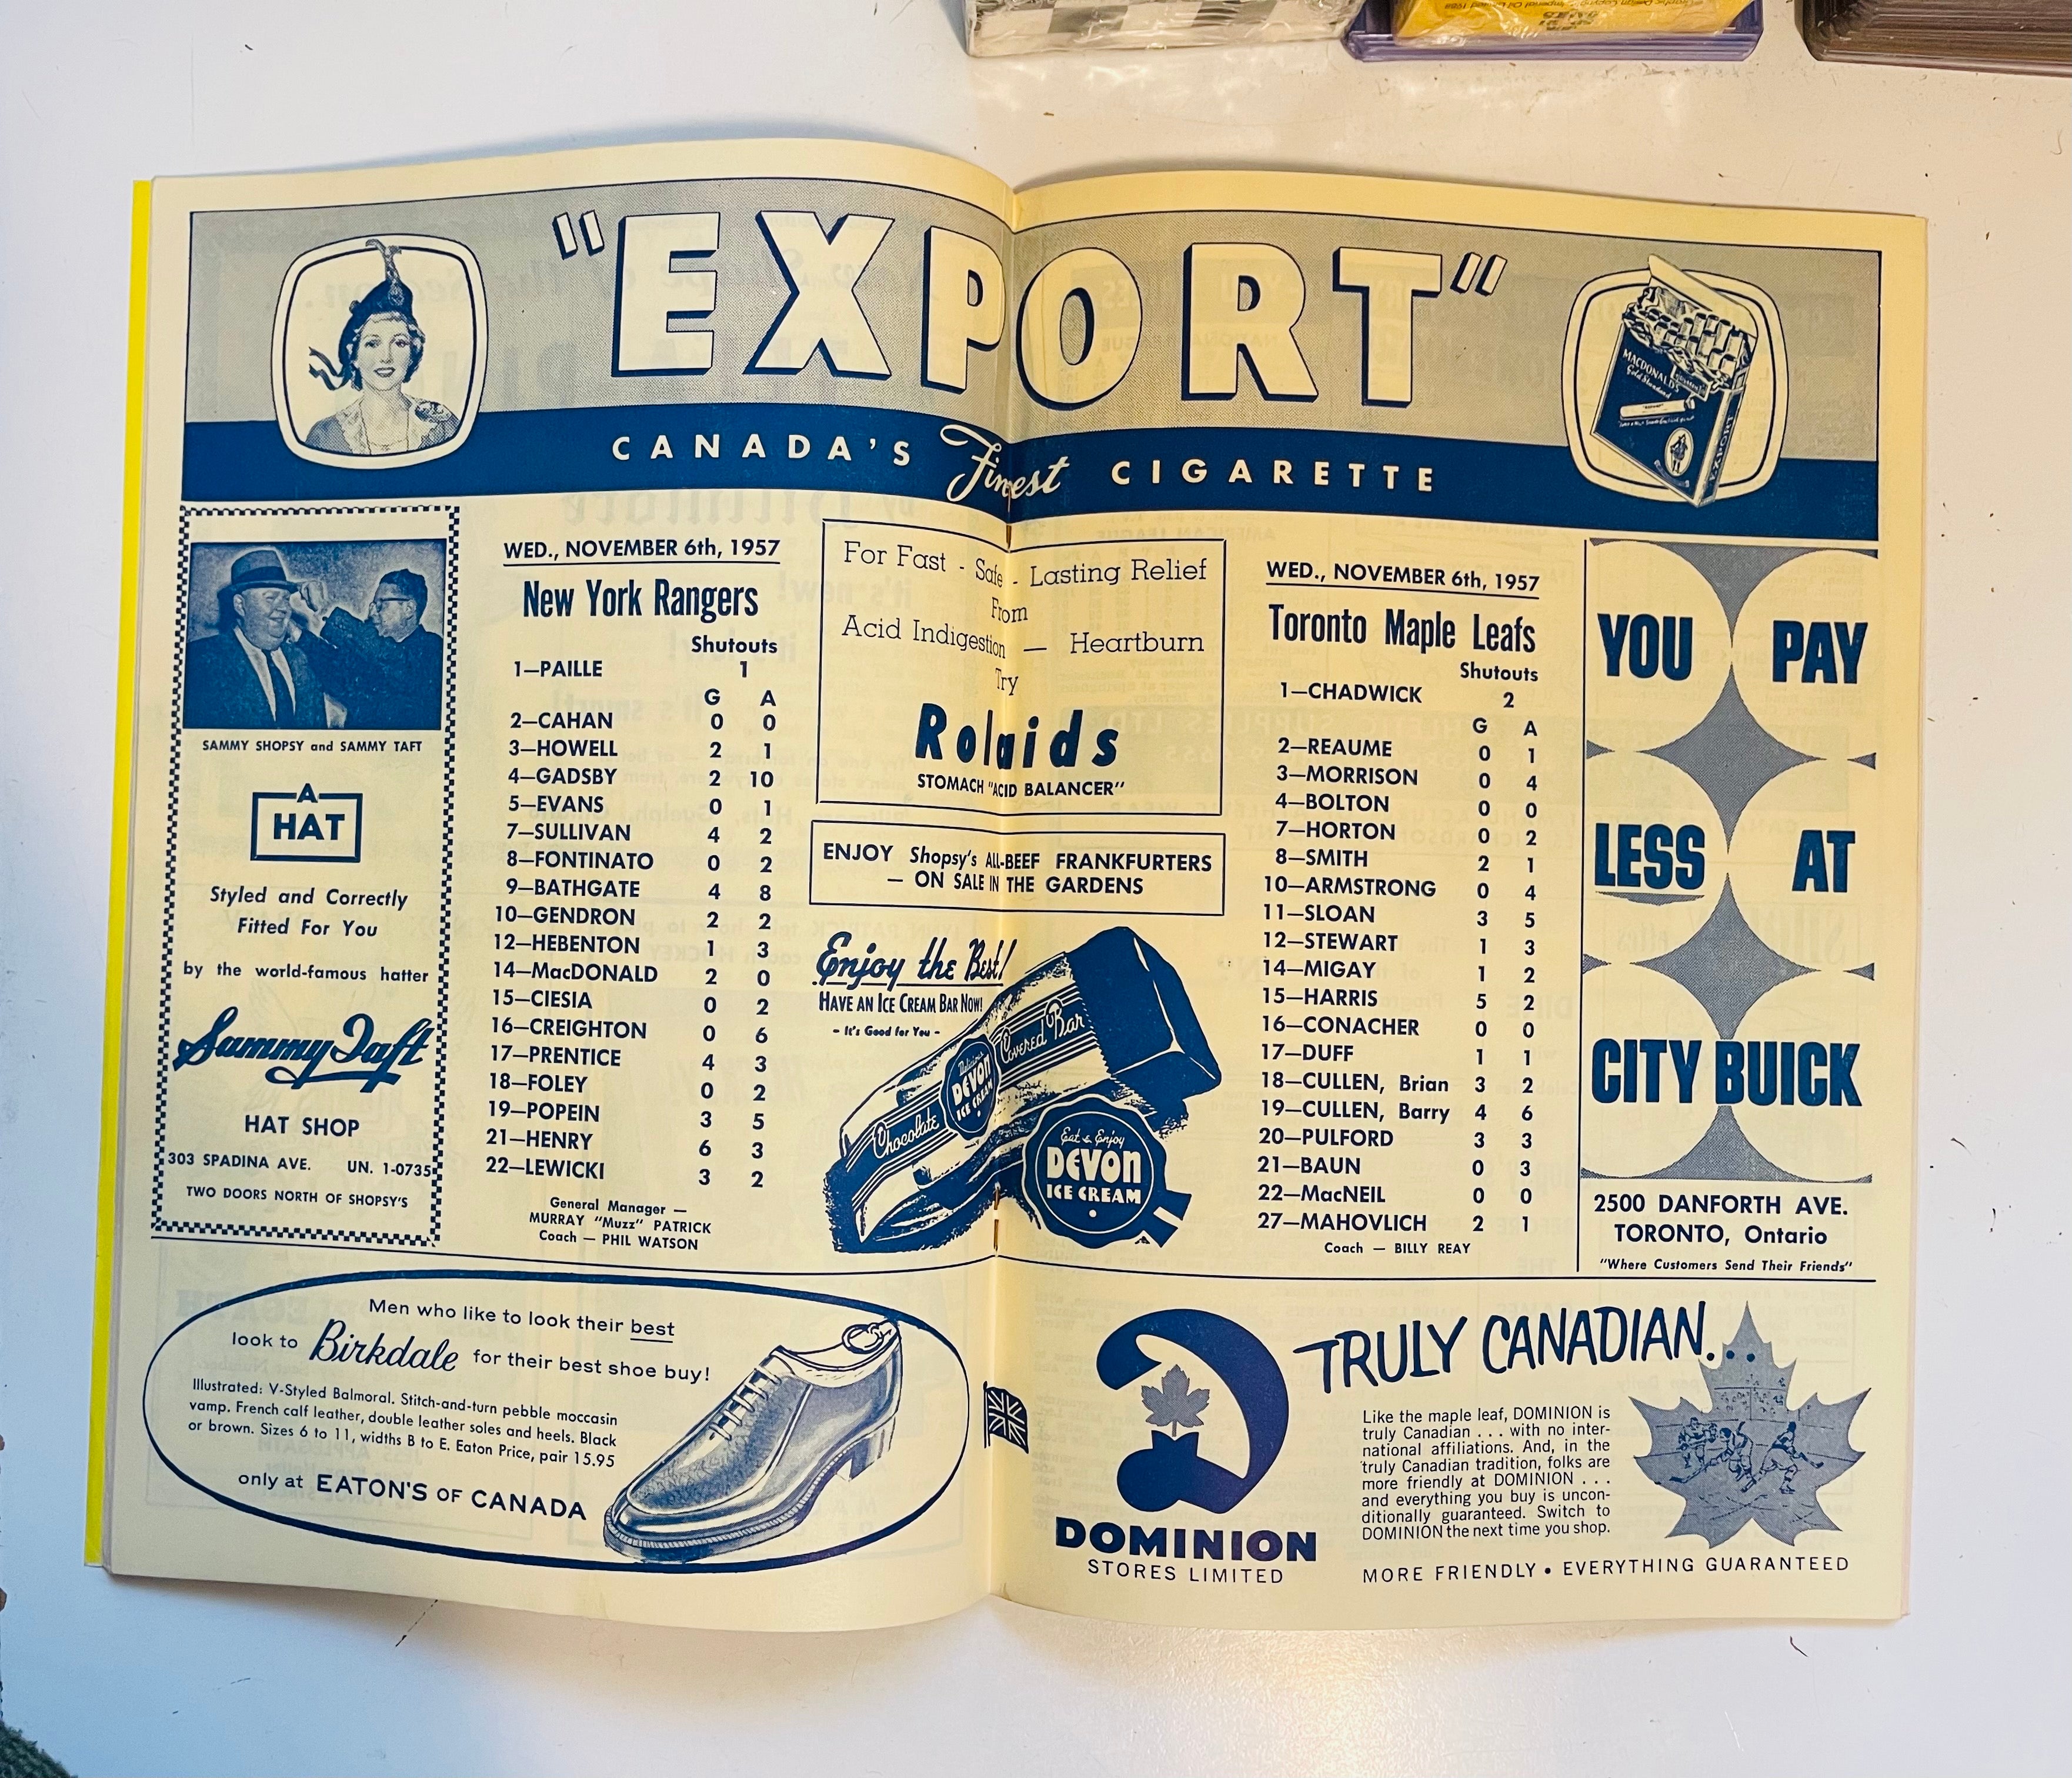 "EXPORT"
CANADA'S Finest CIGARETTE
MACDONALD'S
Gold Standard
EXPORT
SAMMY SHOPSY and SAMMY TAFT
A
HAT
Styled and Correctly
Fitted For You
by the world-famous hatter
Sammy Taft
HAT SHOP
303 SPADINA AVE. UN. 1-0735
TWO DOORS NORTH OF SHOPSY'S
WED., NOVEMBER 6th, 1957
New York Rangers
Shutouts
1—PAILLE 1
G A
2—CAHAN 0 0
3—HOWELL 2 1
4—GADSBY 2 10
5—EVANS 0 1
7—SULLIVAN 4 2
8—FONTINATO 0 2
9—BATHGATE 4 8
10—GENDRON 2 2
12—HEBENTON 1 3
14—MacDONALD 2 0
15—CIESIA 0 2
16—CREIGHTON 0 6
17—PRENTICE 4 3
18—FOLEY 0 2
19—POPEIN 3 5
21—HENRY 6 3
22—LEWICKI 3 2
General Manager —
MURRAY "Muzz" PATRICK
Coach — PHIL WATSON
For Fast - Safe - Lasting Relief
From
Acid Indigestion — Heartburn
Try
Rolaids
STOMACH "ACID BALANCER"
ENJOY Shopsy's ALL-BEEF FRANKFURTERS
— ON SALE IN THE GARDENS
Enjoy the Best!
HAVE AN ICE CREAM BAR NOW!
- It's Good for You -
Chocolate
Delicious
DEVON
ICE CREAM
Covered Bar
Eat & Enjoy
DEVON
ICE CREAM
WED., NOVEMBER 6th, 1957
Toronto Maple Leafs
Shutouts
1—CHADWICK 2
G A
2—REAUME 0 1
3—MORRISON 0 4
4—BOLTON 0 0
7—HORTON 0 2
8—SMITH 2 1
10—ARMSTRONG 0 4
11—SLOAN 3 5
12—STEWART 1 3
14—MIGAY 1 2
15—HARRIS 5 2
16—CONACHER 0 0
17—DUFF 1 1
18—CULLEN, Brian 3 2
19—CULLEN, Barry 4 6
20—PULFORD 3 3
21—BAUN 0 3
22—MacNEIL 0 0
27—MAHOVLICH 2 1
Coach — BILLY REAY
YOU PAY
LESS AT
CITY BUICK
2500 DANFORTH AVE.
TORONTO, Ontario
"Where Customers Send Their Friends"
Men who like to look their best
look to Birkdale for their best shoe buy!
Illustrated: V-Styled Balmoral. Stitch-and-turn pebble moccasin
vamp. French calf leather, double leather soles and heels. Black
or brown. Sizes 6 to 11, widths B to E. Eaton Price, pair 15.95
only at EATON'S OF CANADA
DOMINION
STORES LIMITED
TRULY CANADIAN...
Like the maple leaf, DOMINION is
truly Canadian . . . with no inter-
national affiliations. And, in the
truly Canadian tradition, folks are
more friendly at DOMINION . . .
and everything you buy is uncon-
ditionally guaranteed. Switch to
DOMINION the next time you shop.
MORE FRIENDLY • EVERYTHING GUARANTEED